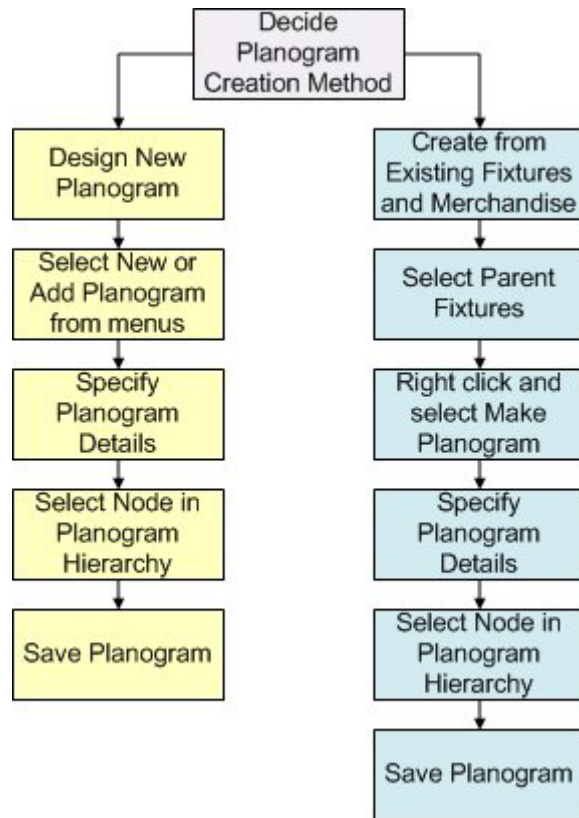 Decide
Planogram
Creation Method
Design New
Planogram
Select New or
Add Planogram
from menus
Specify
Planogram
Details
Select Node in
Planogram
Hierarchy
Save Planogram
Create from
Existing Fixtures
and Merchandise
Select Parent
Fixtures
Right click and
select Make
Planogram
Specify
Planogram
Details
Select Node in
Planogram
Hierarchy
Save Planogram